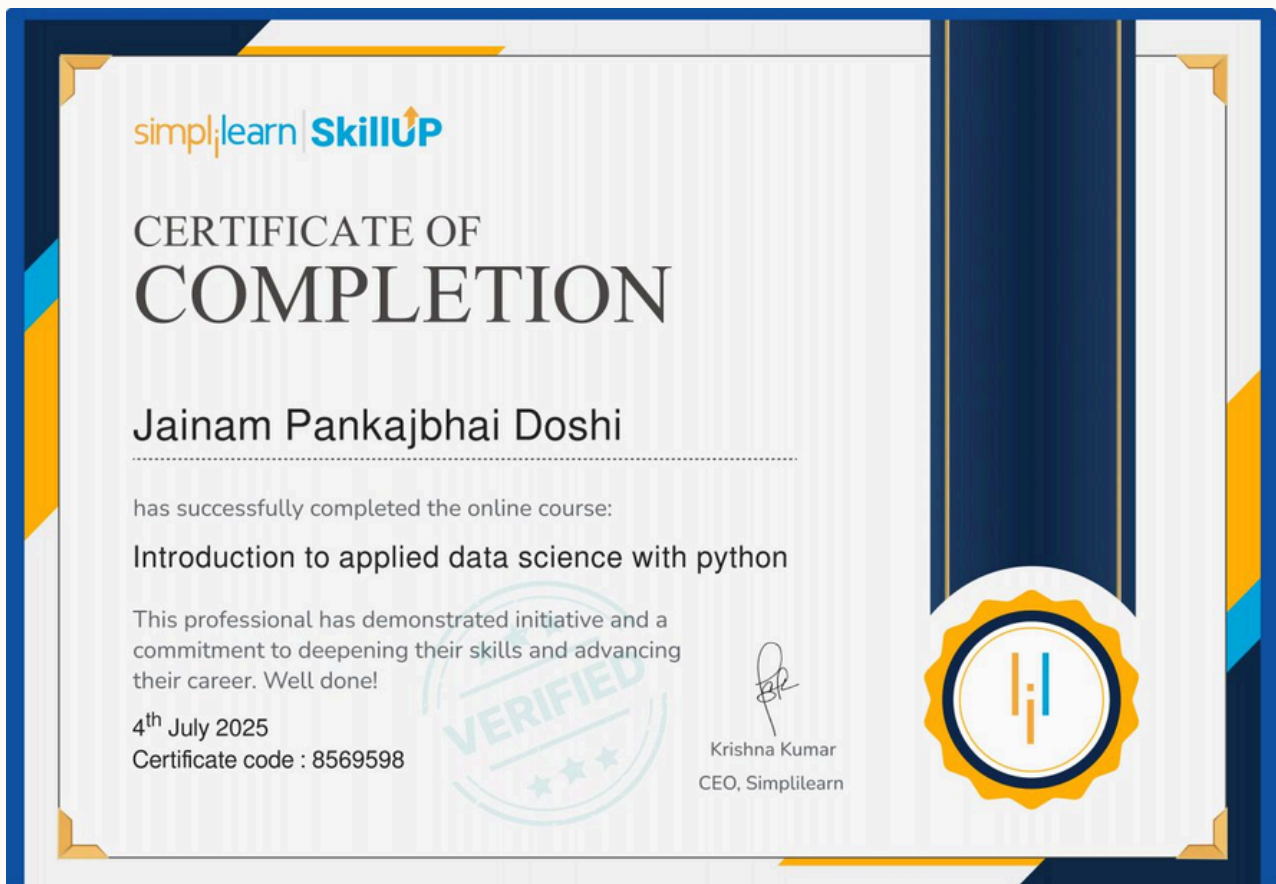 simplilearn | SkillUP
CERTIFICATE OF
COMPLETION
Jainam Pankajbhai Doshi
has successfully completed the online course:
Introduction to applied data science with python
This professional has demonstrated initiative and a
commitment to deepening their skills and advancing
their career. Well done!
VERIFIED
4th July 2025
Certificate code : 8569598
Krishna Kumar
CEO, Simplilearn